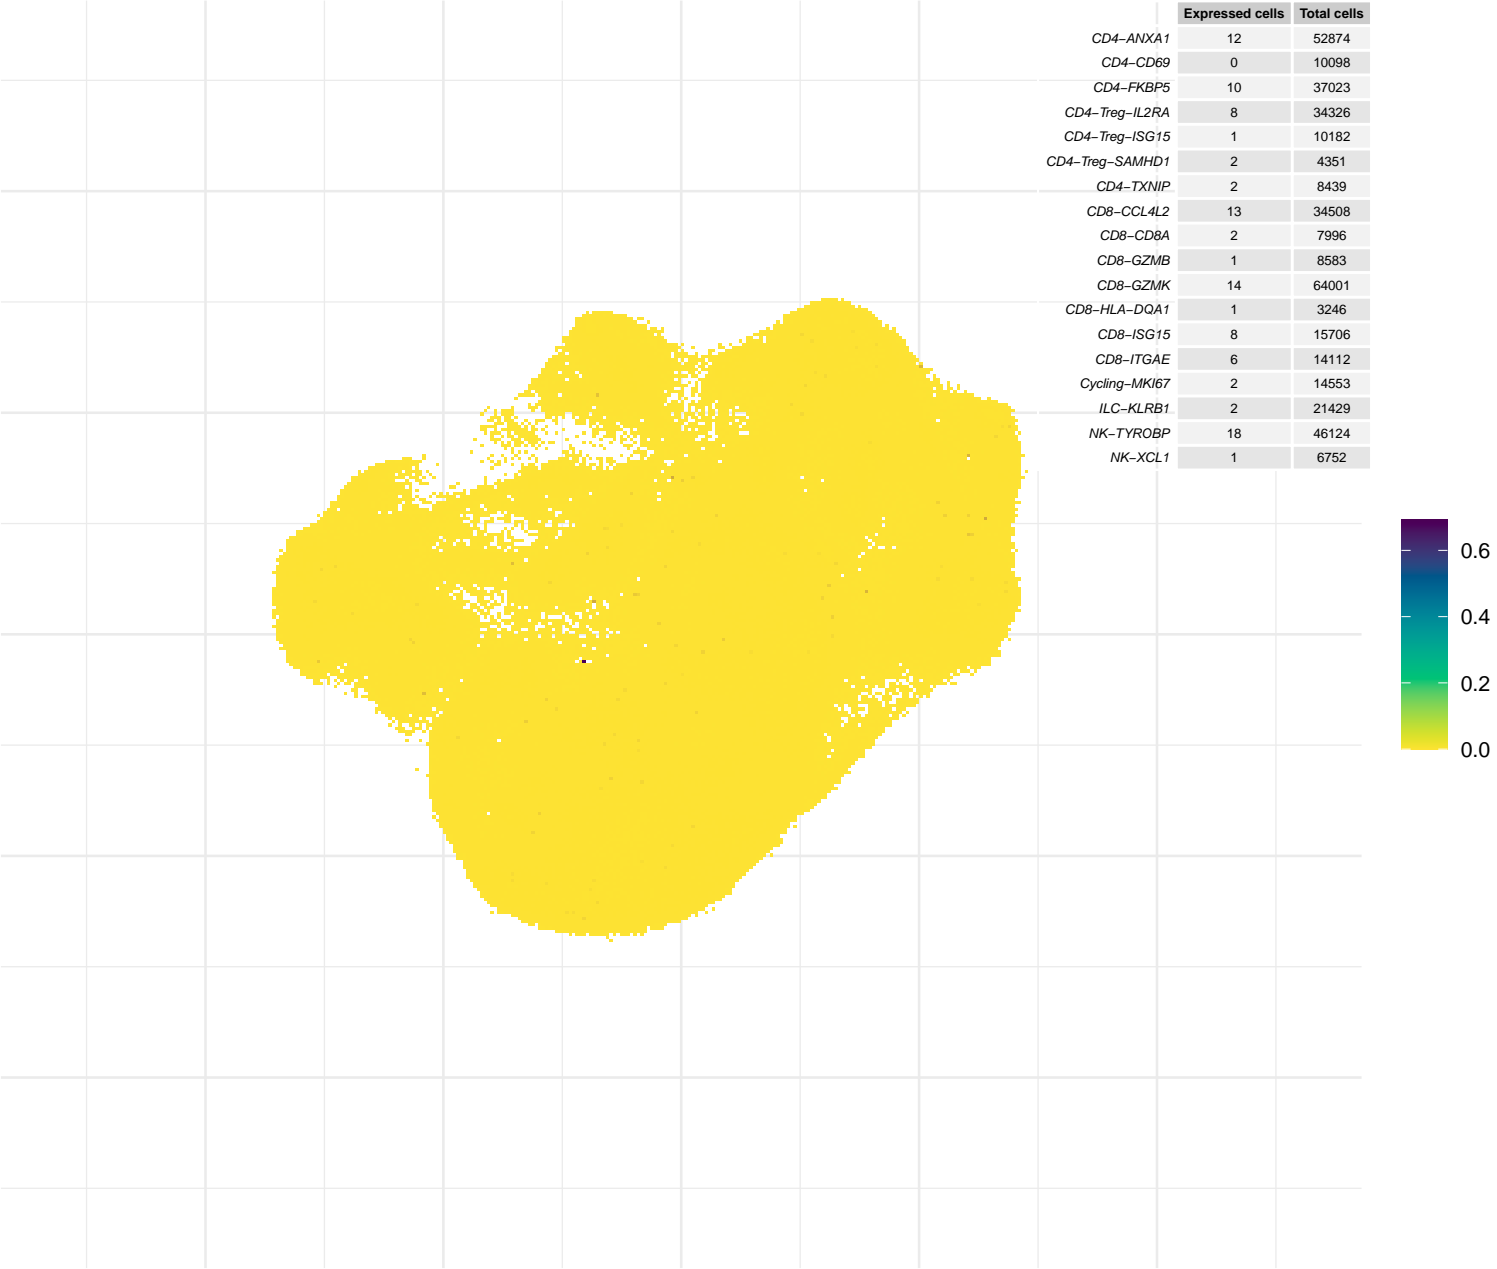 Expressed cells Total cells
CD4−ANXA1 12 52874
CD4−CD69 0 10098
CD4−FKBP5 10 37023
CD4−Treg−IL2RA 8 34326
CD4−Treg−ISG15 1 10182
CD4−Treg−SAMHD1 2 4351
CD4−TXNIP 2 8439
CD8−CCL4L2 13 34508
CD8−CD8A 2 7996
CD8−GZMB 1 8583
CD8−GZMK 14 64001
CD8−HLA−DQA1 1 3246
CD8−ISG15 8 15706
CD8−ITGAE 6 14112
Cycling−MKI67 2 14553
ILC−KLRB1 2 21429
NK−TYROBP 18 46124
NK−XCL1 1 6752
0.6
0.4
0.2
0.0